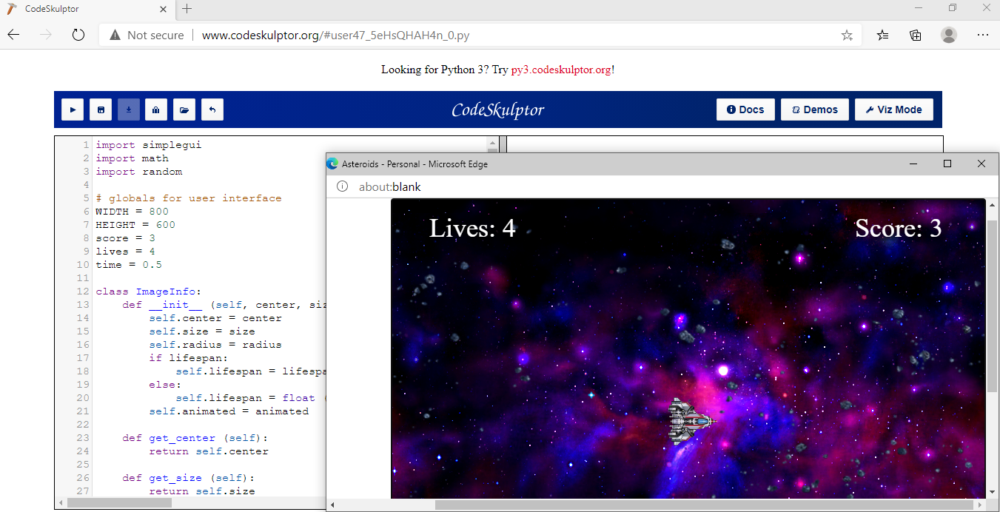 CodeSkulptor
Not secure www.codeskulptor.org/#user47_5eHsQHAH4n_0.py
Looking for Python 3? Try py3.codeskulptor.org!
CodeSkulptor
Docs Demos Viz Mode
1 import simplegui
2 import math
3 import random
4
5 # globals for user interface
6 WIDTH = 800
7 HEIGHT = 600
8 score = 3
9 lives = 4
10 time = 0.5
11
12 class ImageInfo:
13 def __init__ (self, center, siz
14 self.center = center
15 self.size = size
16 self.radius = radius
17 if lifespan:
18 self.lifespan = lifespa
19 else:
20 self.lifespan = float (
21 self.animated = animated
22
23 def get_center (self):
24 return self.center
25
26 def get_size (self):
27 return self.size
Asteroids - Personal - Microsoft Edge
about:blank
Lives: 4
Score: 3